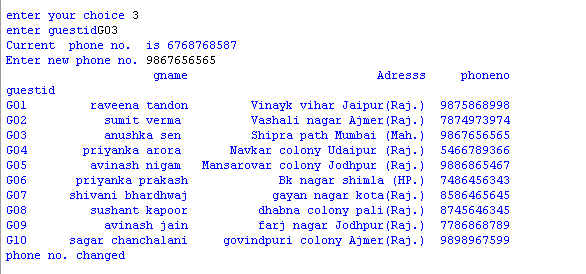 enter your choice 3
enter guestidG03
Current  phone no.  is 6768768587
Enter new phone no. 9867656565
gname Adresss phoneno
guestid
G01 raveena tandon Vinayk vihar Jaipur(Raj.) 9875868998
G02 sumit verma Vashali nagar Ajmer(Raj.) 7874973974
G03 anushka sen Shipra path Mumbai (Mah.) 9867656565
G04 priyanka arora Navkar colony Udaipur (Raj.) 5466789366
G05 avinash nigam Mansarovar colony Jodhpur (Raj.) 9886865467
G06 priyanka prakash Bk nagar shimla (HP.) 7486456343
G07 shivani bhardhwaj gayan nagar kota(Raj.) 8586465645
G08 sushant kapoor dhabna colony pali(Raj.) 8745646345
G09 avinash jain farj nagar Jodhpur(Raj.) 7786868789
G10 sagar chanchalani govindpuri colony Ajmer(Raj.) 9898967599
phone no. changed